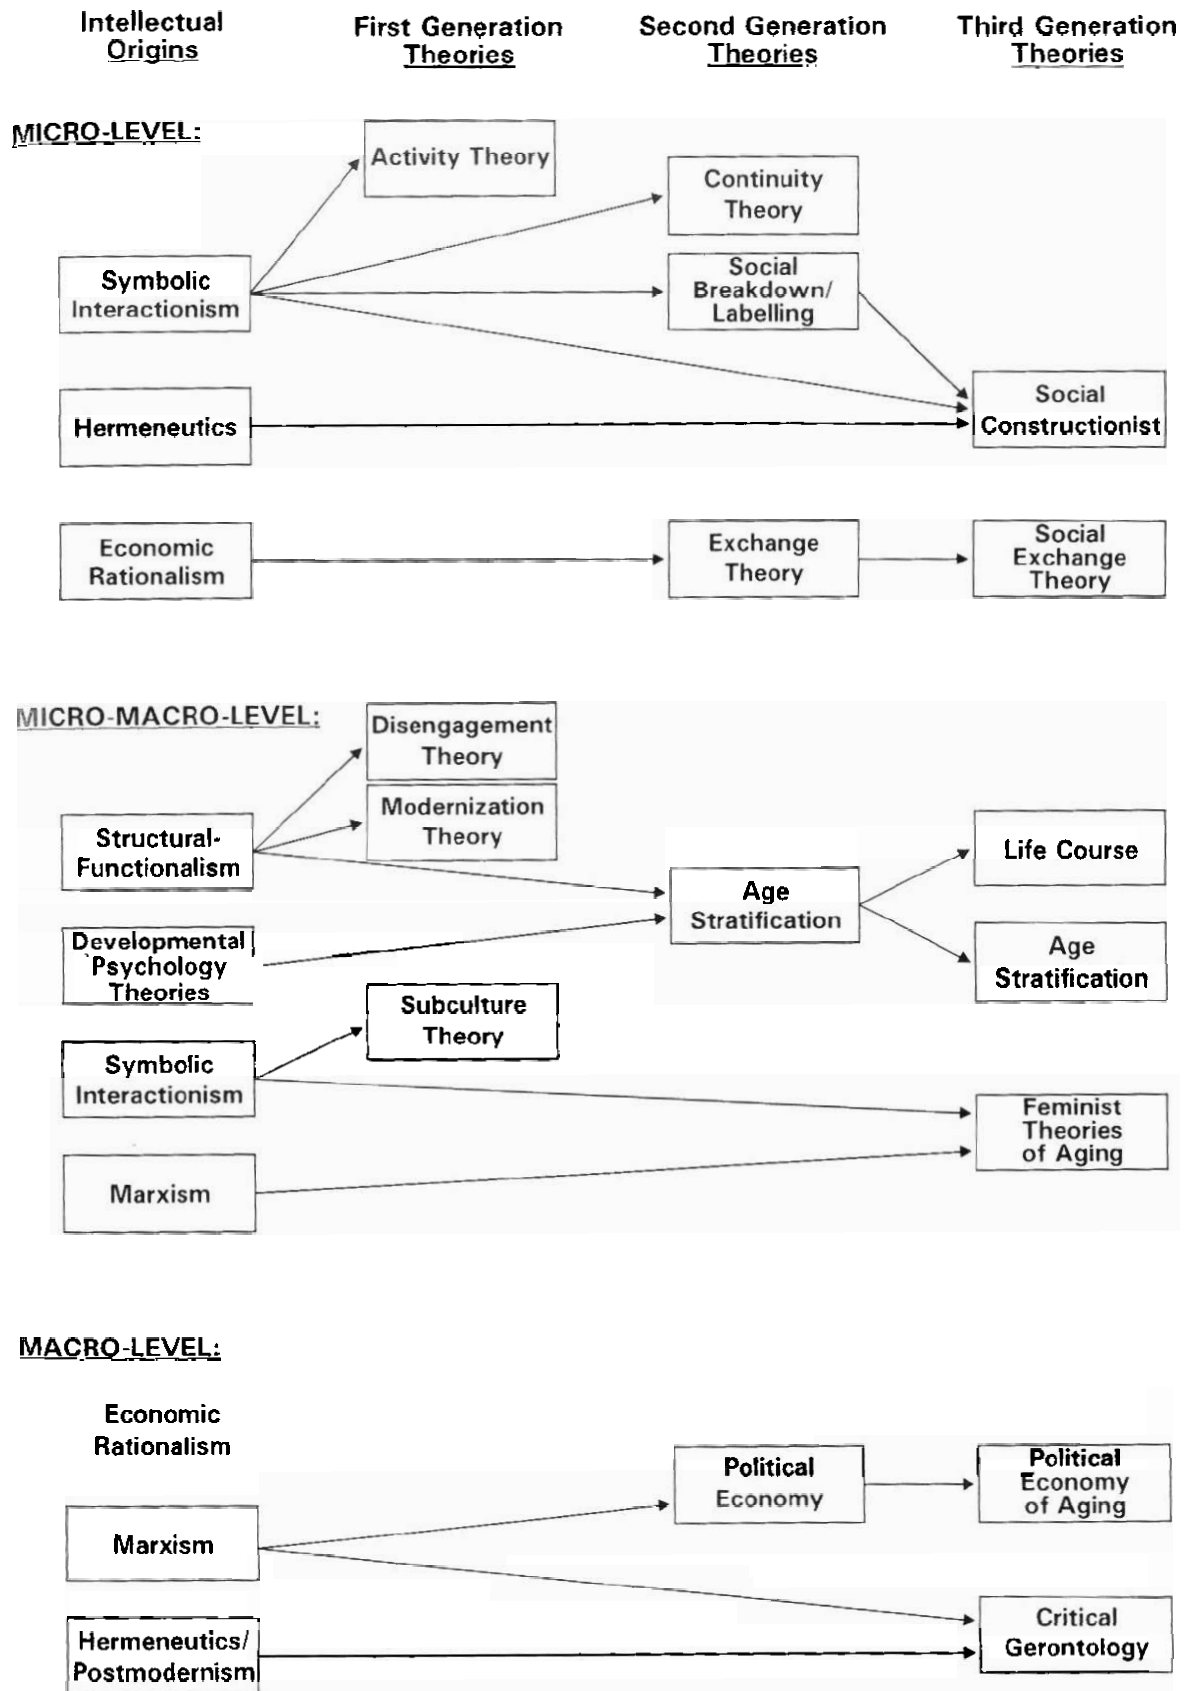 Intellectual
Origins
First Generation
Theories
Second Generation
Theories
Third Generation
Theories
MICRO-LEVEL:
Activity Theory
Continuity
Theory
Symbolic
Interactionism
Social
Breakdown/
Labelling
Hermeneutics
Social
Constructionist
Economic
Rationalism
Exchange
Theory
Social
Exchange
Theory
MICRO-MACRO-LEVEL:
Disengagement
Theory
Modernization
Theory
Structural-
Functionalism
Age
Stratification
Life Course
Developmental
Psychology
Theories
Age
Stratification
Subculture
Theory
Symbolic
Interactionism
Feminist
Theories
of Aging
Marxism
MACRO-LEVEL:
Economic
Rationalism
Political
Economy
Political
Economy
of Aging
Marxism
Critical
Gerontology
Hermeneutics/
Postmodernism